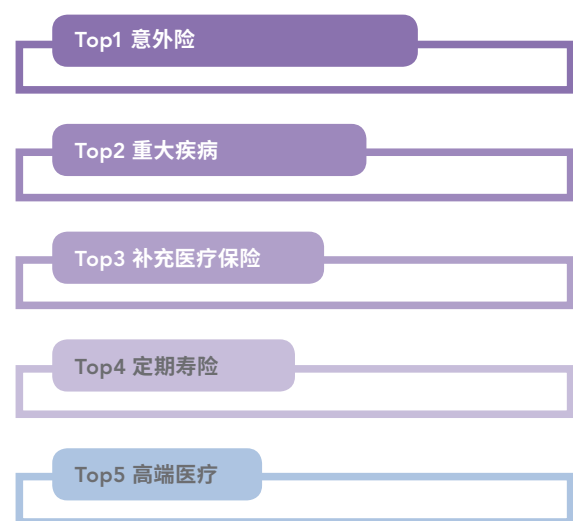 Top1 意外险
Top2 重大疾病
Top3 补充医疗保险
Top4 定期寿险
Top5 高端医疗